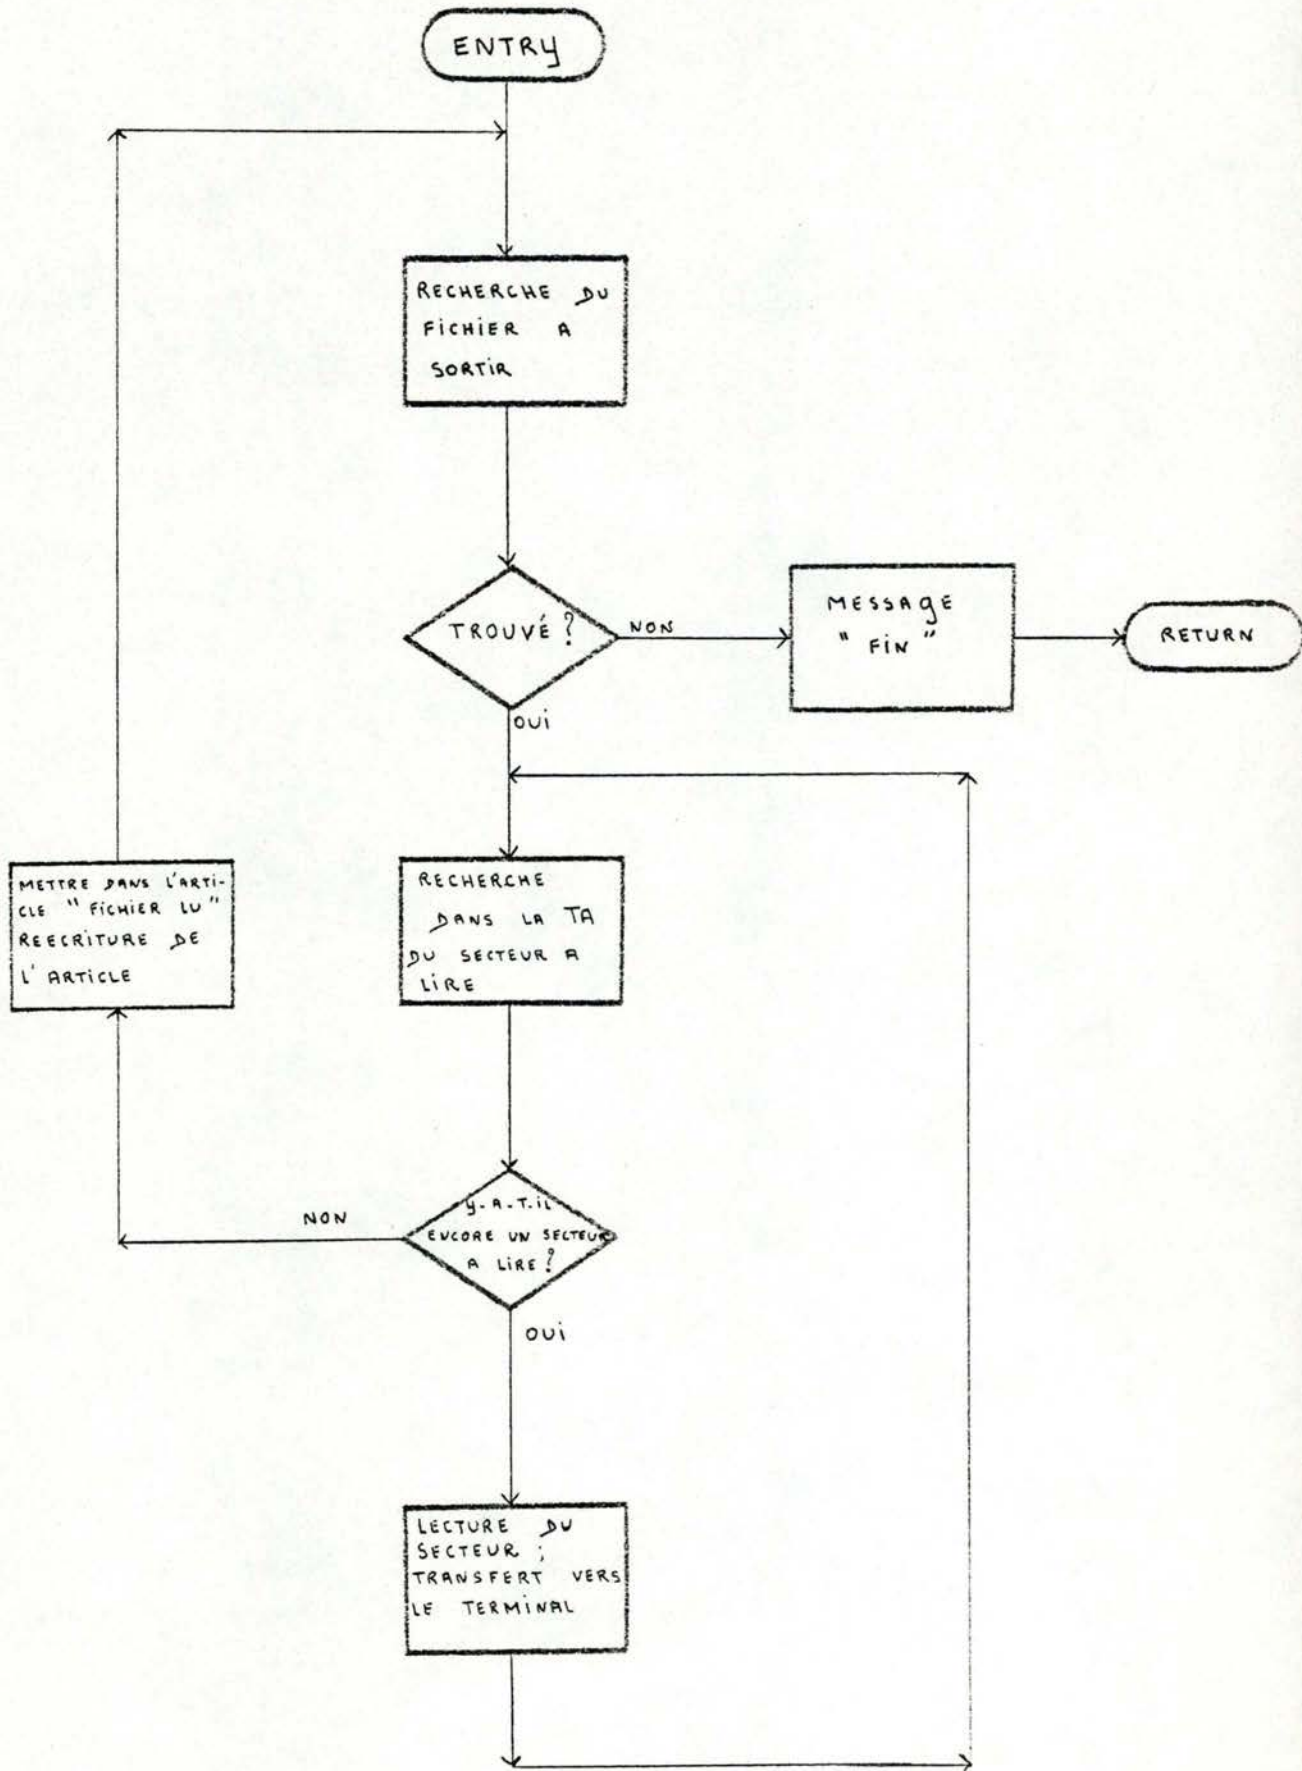 ENTRY
RECHERCHE DU
FICHIER A
SORTIR
TROUVÉ ?
NON
MESSAGE
" FIN "
RETURN
OUI
METTRE DANS L'ARTI-
CLE " FICHIER LU "
REECRITURE DE
L'ARTICLE
RECHERCHE
DANS LA TA
DU SECTEUR A
LIRE
NON
Y-A-T-IL
ENCORE UN SECTEUR
A LIRE ?
OUI
LECTURE DU
SECTEUR ;
TRANSFERT VERS
LE TERMINAL